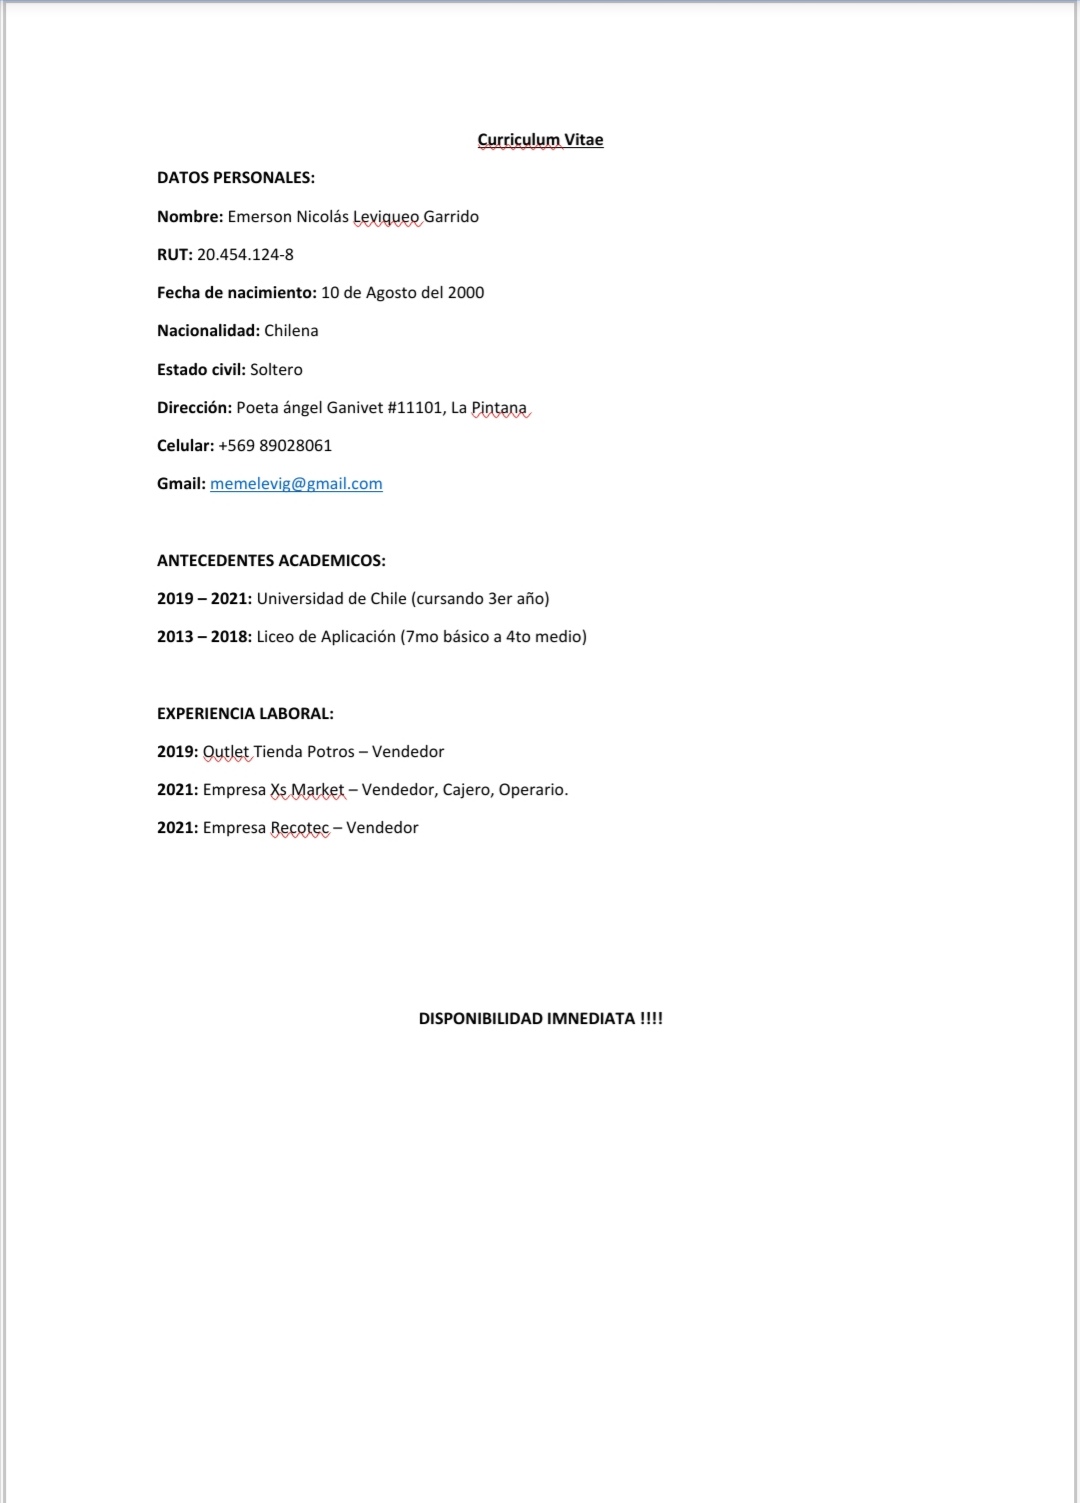 Curriculum Vitae
DATOS PERSONALES:
Nombre: Emerson Nicolás Leviqueo Garrido
RUT: 20.454.124-8
Fecha de nacimiento: 10 de Agosto del 2000
Nacionalidad: Chilena
Estado civil: Soltero
Dirección: Poeta ángel Ganivet #11101, La Pintana
Celular: +569 89028061
Gmail: memelevig@gmail.com
ANTECEDENTES ACADEMICOS:
2019 – 2021: Universidad de Chile (cursando 3er año)
2013 – 2018: Liceo de Aplicación (7mo básico a 4to medio)
EXPERIENCIA LABORAL:
2019: Outlet Tienda Potros – Vendedor
2021: Empresa Xs Market – Vendedor, Cajero, Operario.
2021: Empresa Recotec – Vendedor
DISPONIBILIDAD IMNEDIATA !!!!